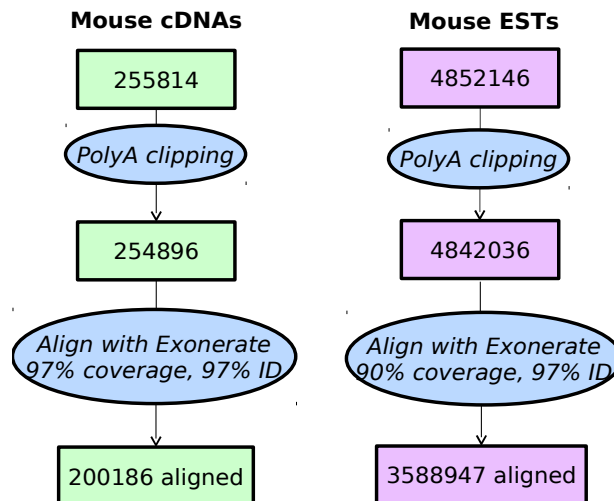 Mouse cDNAs
255814
PolyA clipping
254896
Align with Exonerate
97% coverage, 97% ID
200186 aligned
Mouse ESTs
4852146
PolyA clipping
4842036
Align with Exonerate
90% coverage, 97% ID
3588947 aligned